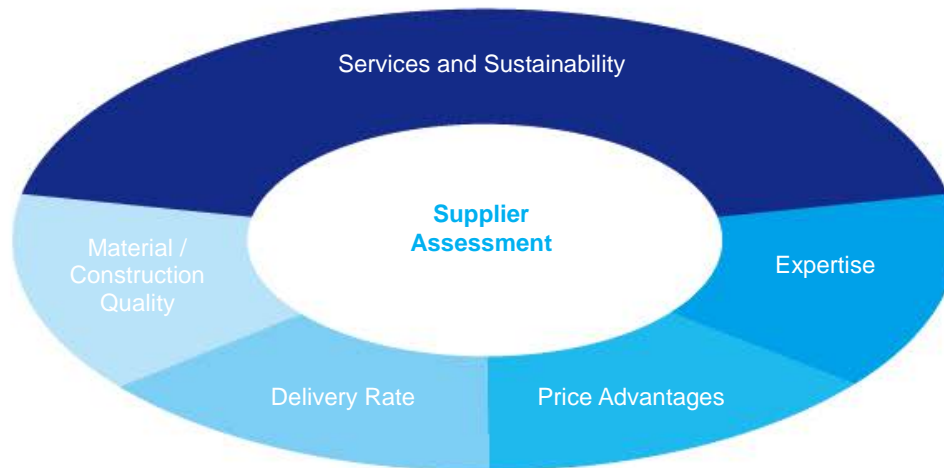 Services and Sustainability
Supplier
Assessment
Material /
Construction
Quality
Expertise
Delivery Rate
Price Advantages